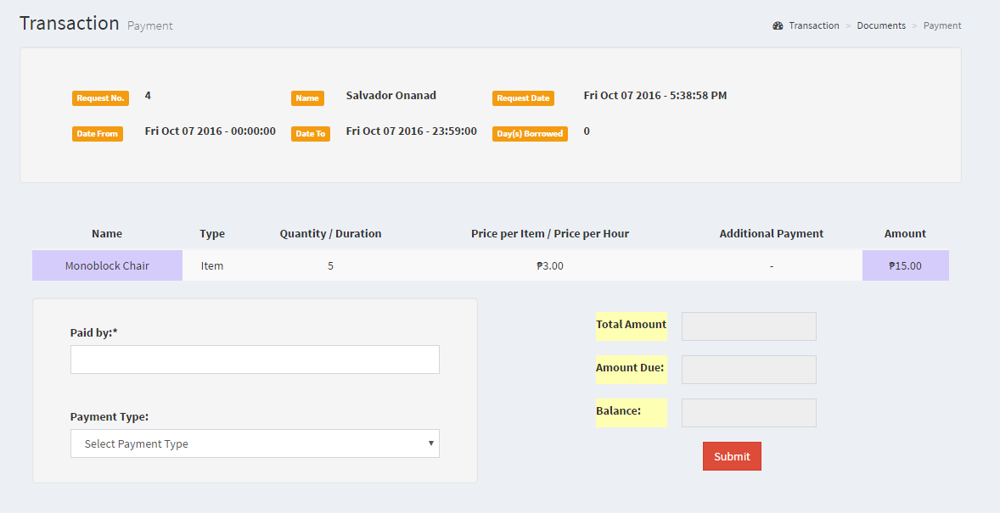 Transaction Payment
Transaction > Documents > Payment
Request No. 4 Name Salvador Onanad Request Date Fri Oct 07 2016 - 5:38:58 PM
Date From Fri Oct 07 2016 - 00:00:00 Date To Fri Oct 07 2016 - 23:59:00 Day(s) Borrowed 0
Name Type Quantity / Duration Price per Item / Price per Hour Additional Payment Amount
Monoblock Chair Item 5 ₱3.00 - ₱15.00
Paid by:*
Payment Type:
Select Payment Type
Total Amount
Amount Due:
Balance:
Submit